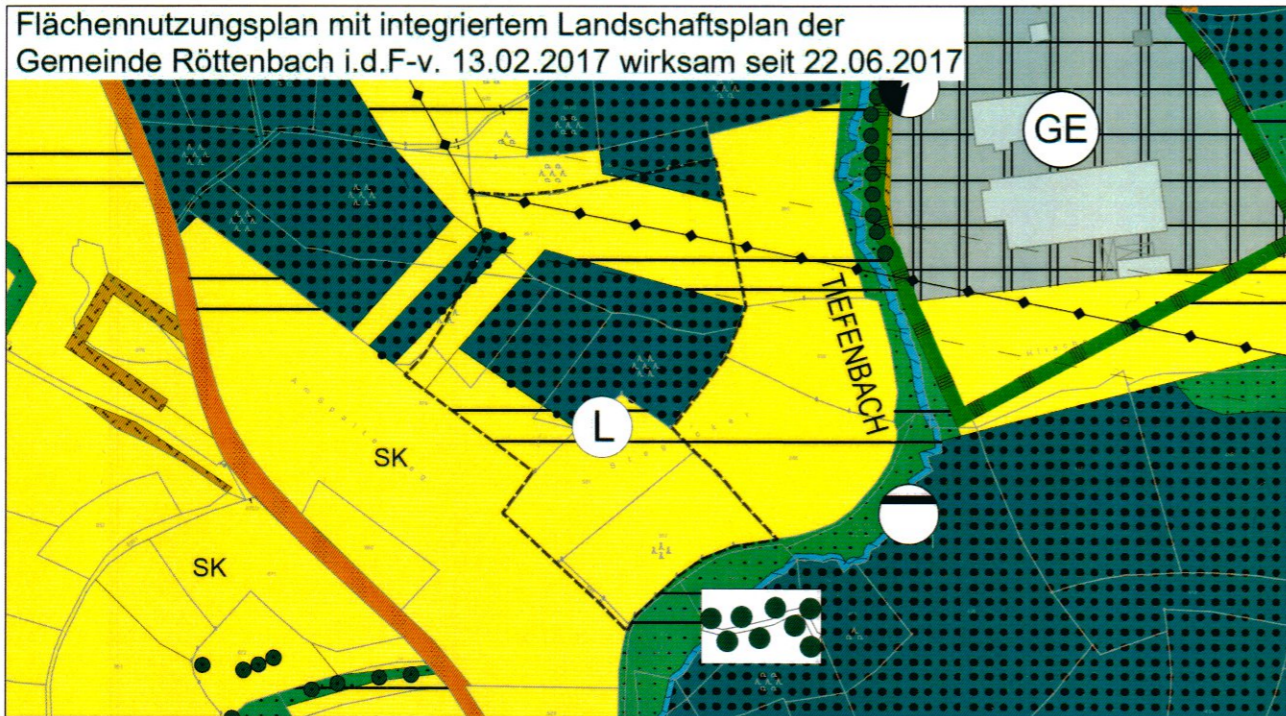 Flächennutzungsplan mit integriertem Landschaftsplan der
Gemeinde Röttenbach i.d.F-v. 13.02.2017 wirksam seit 22.06.2017
GE
TIEFENBACH
L
SK
SK